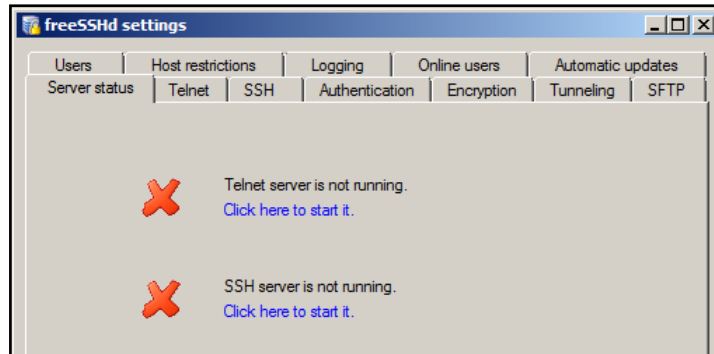 freeSSHd settings
Users Host restrictions Logging Online users Automatic updates
Server status Telnet SSH Authentication Encryption Tunneling SFTP
Telnet server is not running.
Click here to start it.
SSH server is not running.
Click here to start it.